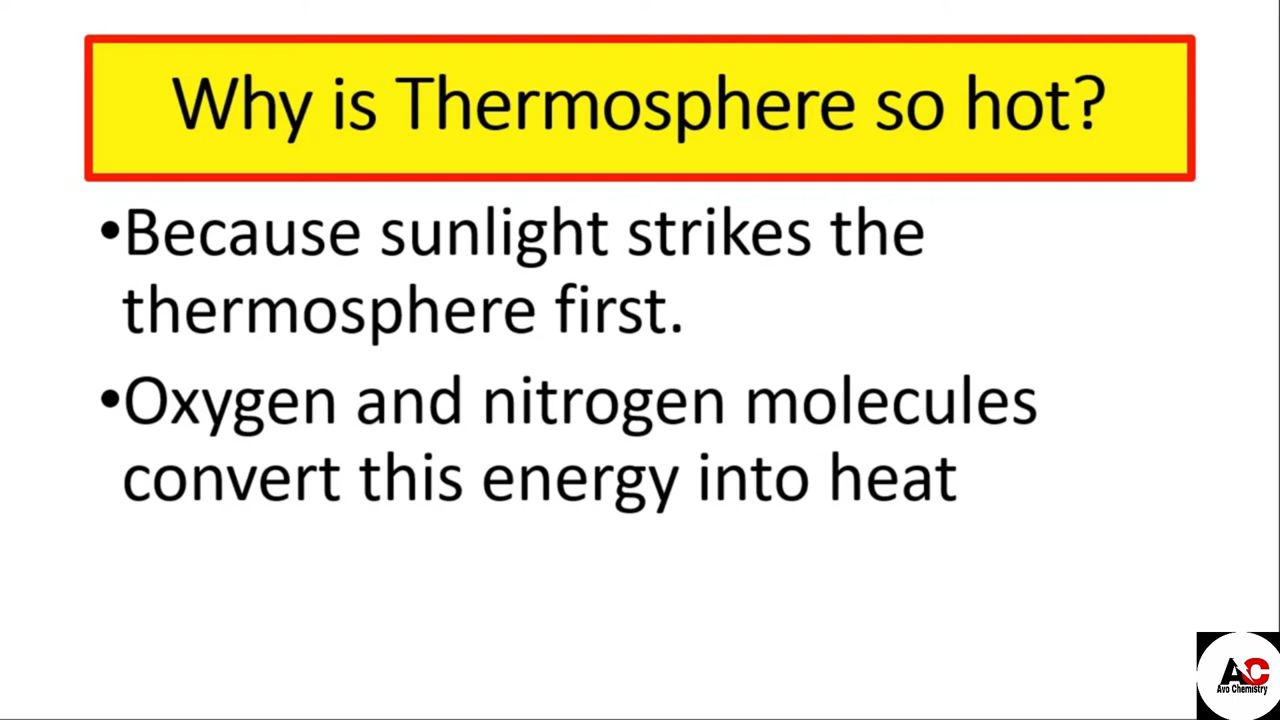 Why is Thermosphere so hot?
•Because sunlight strikes the
thermosphere first.
•Oxygen and nitrogen molecules
convert this energy into heat
AC
Avo Chemistry